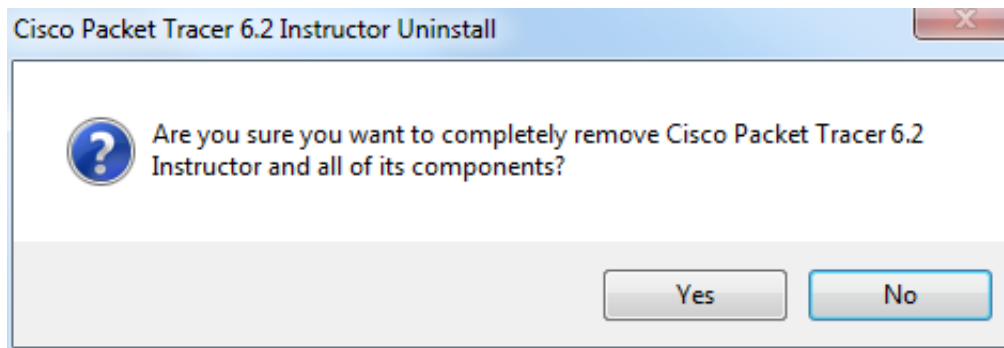 Cisco Packet Tracer 6.2 Instructor Uninstall
Are you sure you want to completely remove Cisco Packet Tracer 6.2
Instructor and all of its components?
Yes
No